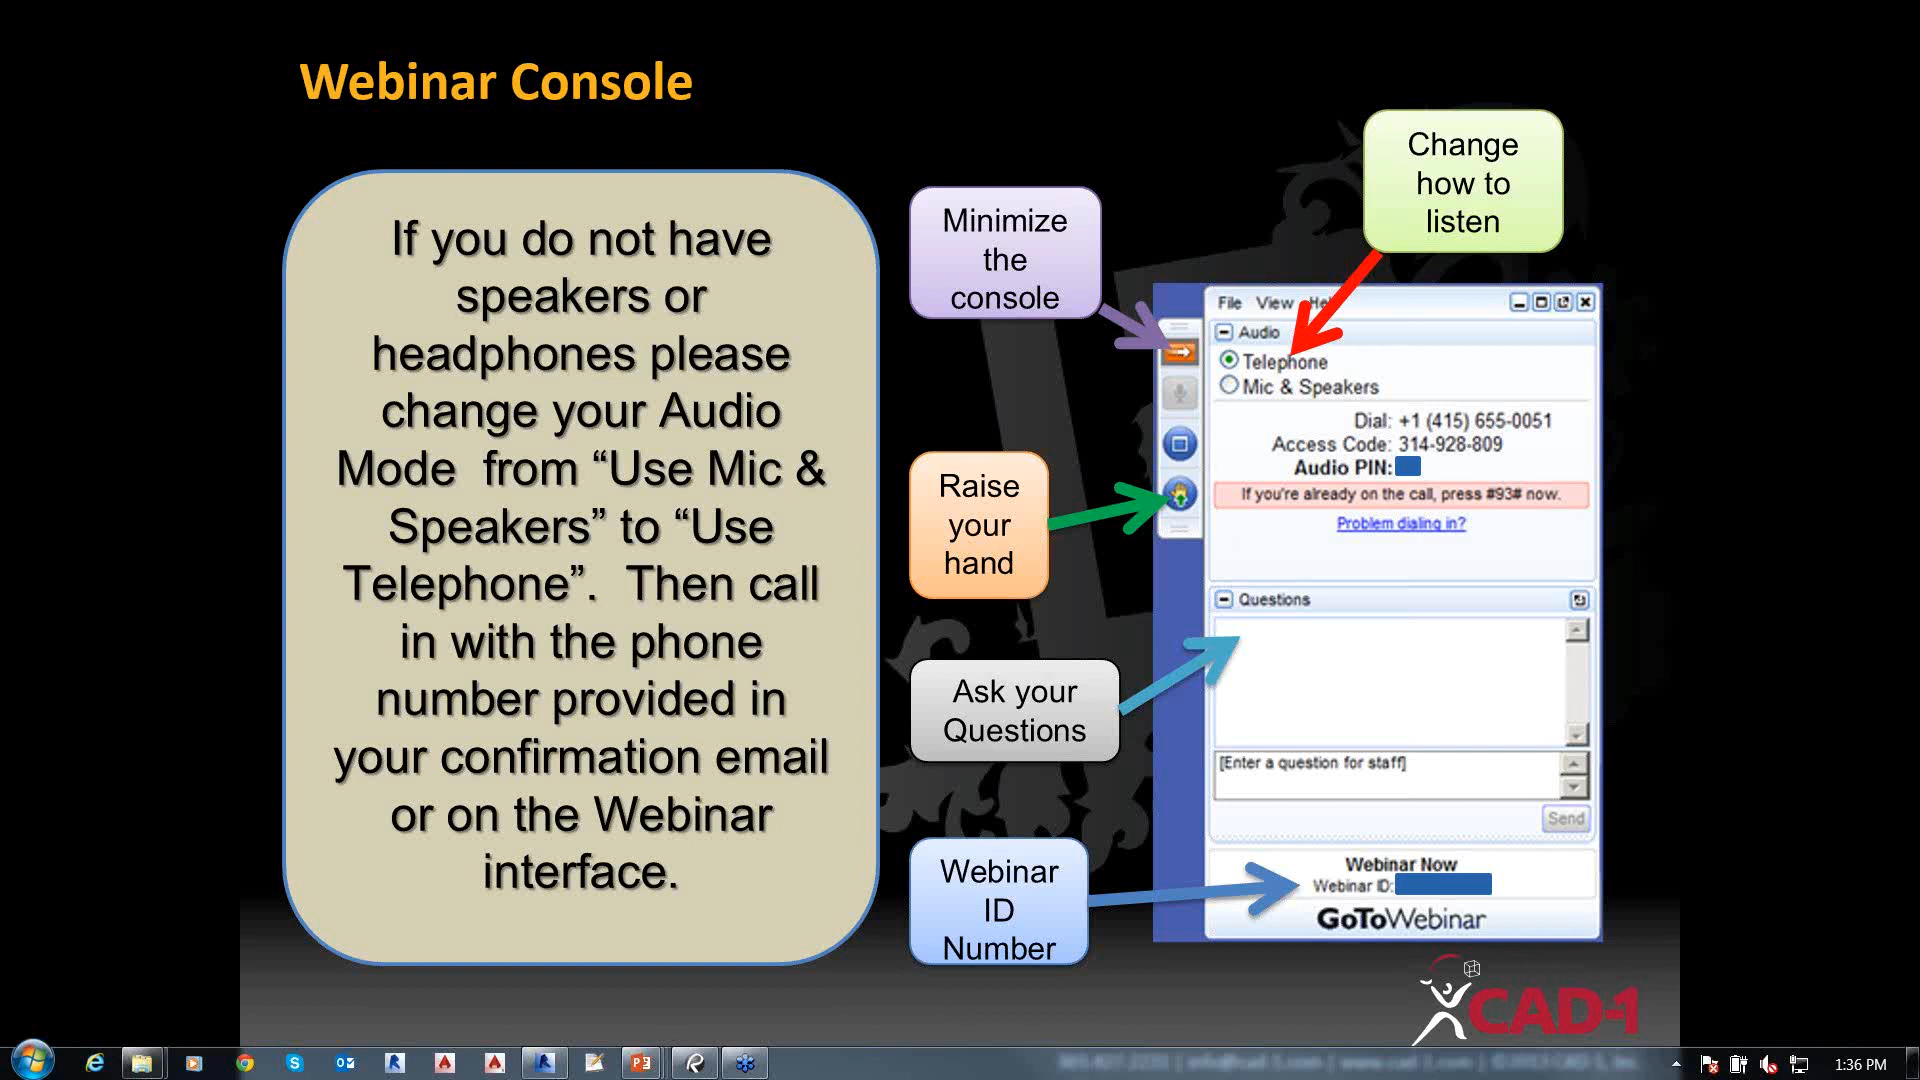 Webinar Console
If you do not have
speakers or
headphones please
change your Audio
Mode  from “Use Mic &
Speakers” to “Use
Telephone”.  Then call
in with the phone
number provided in
your confirmation email
or on the Webinar
interface.
Minimize
the
console
Change
how to
listen
Raise
your
hand
Ask your
Questions
Webinar
ID
Number
File View Hel
Audio
Telephone
Mic & Speakers
Dial: +1 (415) 655-0051
Access Code: 314-928-809
Audio PIN:
If you're already on the call, press #93# now.
Problem dialing in?
Questions
[Enter a question for staff]
Send
Webinar Now
Webinar ID:
GoToWebinar
CAD-1
1:36 PM